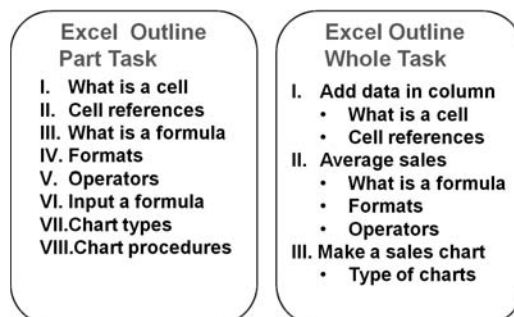 Excel Outline
Part Task
I. What is a cell
II. Cell references
III. What is a formula
IV. Formats
V. Operators
VI. Input a formula
VII.Chart types
VIII.Chart procedures
Excel Outline
Whole Task
I. Add data in column
• What is a cell
• Cell references
II. Average sales
• What is a formula
• Formats
• Operators
III. Make a sales chart
• Type of charts